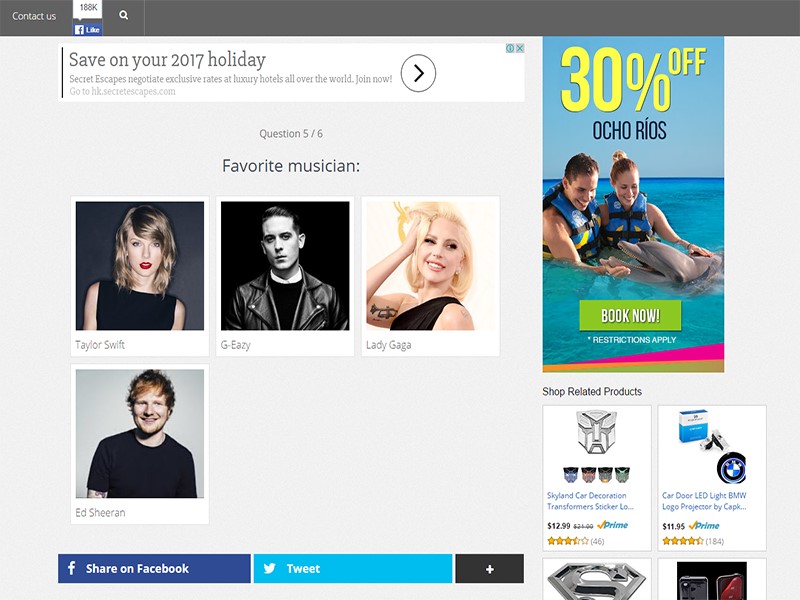 Contact us
188K
Like
Save on your 2017 holiday
Secret Escapes negotiate exclusive rates at luxury hotels all over the world. Join now!
Go to hk.secretescapes.com
Question 5 / 6
Favorite musician:
Taylor Swift
G-Eazy
Lady Gaga
Ed Sheeran
Share on Facebook
Tweet
+
30% OFF
OCHO RÍOS
BOOK NOW!
* RESTRICTIONS APPLY
Shop Related Products
Skyland Car Decoration
Transformers Sticker Lo...
$12.99 $21.99 Prime
(46)
Car Door LED Light BMW
Logo Projector by Capk...
$11.95 Prime
(184)